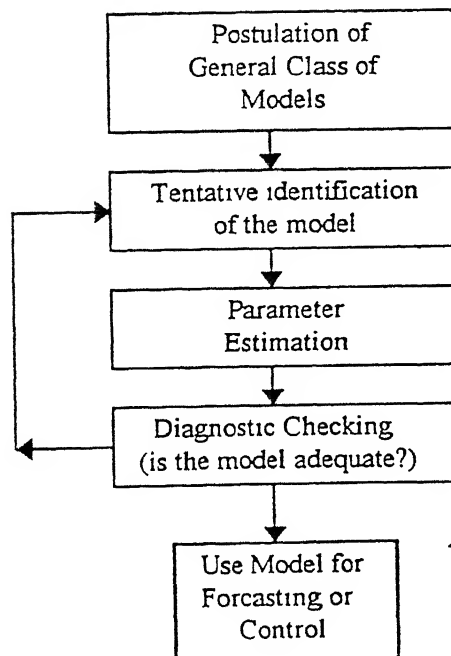 Postulation of
General Class of
Models
Tentative identification
of the model
Parameter
Estimation
Diagnostic Checking
(is the model adequate?)
Use Model for
Forcasting or
Control